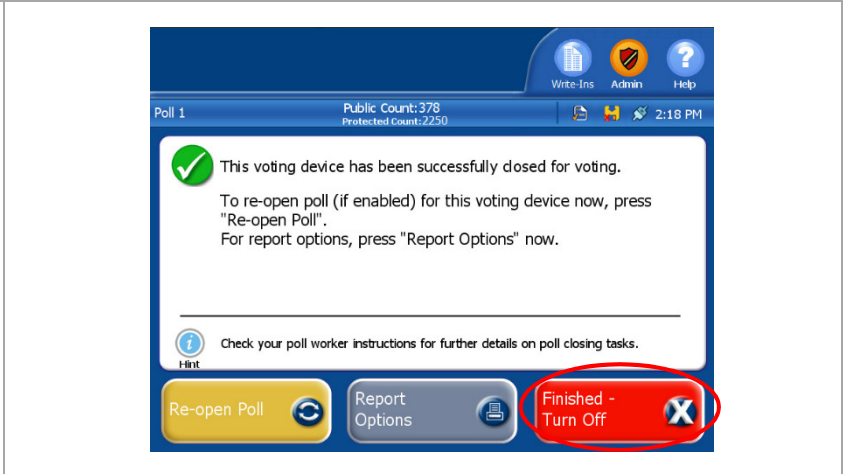 Write-Ins Admin Help
Poll 1 Public Count:378 2:18 PM
Protected Count:2250
This voting device has been successfully closed for voting.
To re-open poll (if enabled) for this voting device now, press
"Re-open Poll".
For report options, press "Report Options" now.
Check your poll worker instructions for further details on poll closing tasks.
Hint
Re-open Poll
Report
Options
Finished -
Turn Off